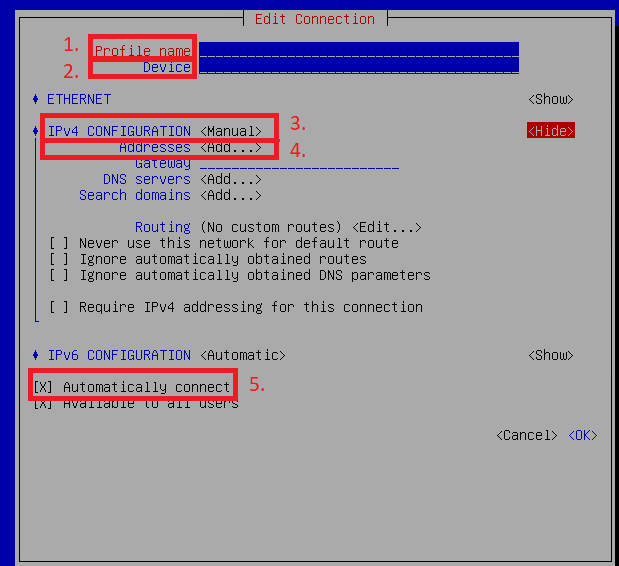 Edit Connection
1. Profile name
2. Device
ETHERNET <Show>
IPv4 CONFIGURATION <Manual> 3. <Hide>
Addresses <Add...> 4.
Gateway
DNS servers <Add...>
Search domains <Add...>
Routing (No custom routes) <Edit...>
[ ] Never use this network for default route
[ ] Ignore automatically obtained routes
[ ] Ignore automatically obtained DNS parameters
[ ] Require IPv4 addressing for this connection
IPv6 CONFIGURATION <Automatic> <Show>
[X] Automatically connect 5.
[X] Available to all users
<Cancel> <OK>